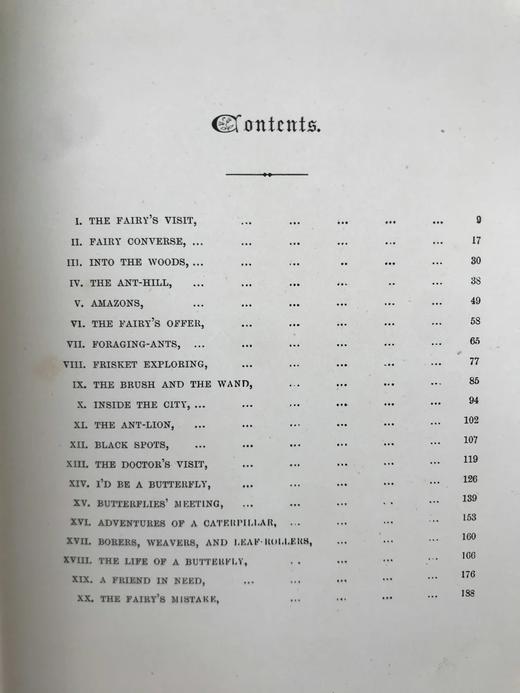 Contents.
I. THE FAIRY'S VISIT, ... ... ... ... ... 9
II. FAIRY CONVERSE, ... ... ... ... ... ... 17
III. INTO THE WOODS, ... ... ... .. ... ... 30
IV. THE ANT-HILL, ... ... ... ... .. ... 38
V. AMAZONS, ... ... ... ... ... ... 49
VI. THE FAIRY'S OFFER, ... ... ... ... ... 58
VII. FORAGING-ANTS, ... ... ... ... ... ... 65
VIII. FRISKET EXPLORING, ... ... ... ... ... 77
IX. THE BRUSH AND THE WAND, ... ... ... ... 85
X. INSIDE THE CITY, ... ... ... ... ... ... 94
XI. THE ANT-LION, ... ... ... ... ... ... 102
XII. BLACK SPOTS, ... ... ... ... ... ... 107
XIII. THE DOCTOR'S VISIT, ... ... ... ... ... 119
XIV. I'D BE A BUTTERFLY, ... ... ... ... ... 126
XV. BUTTERFLIES' MEETING, ... ... ... ... ... 139
XVI. ADVENTURES OF A CATERPILLAR, ... ... ... ... 153
XVII. BORERS, WEAVERS, AND LEAF-ROLLERS, ... ... ... 160
XVIII. THE LIFE OF A BUTTERFLY, .. ... ... ... 166
XIX. A FRIEND IN NEED, ... ... ... ... ... 176
XX. THE FAIRY'S MISTAKE, ... ... ... ... 188